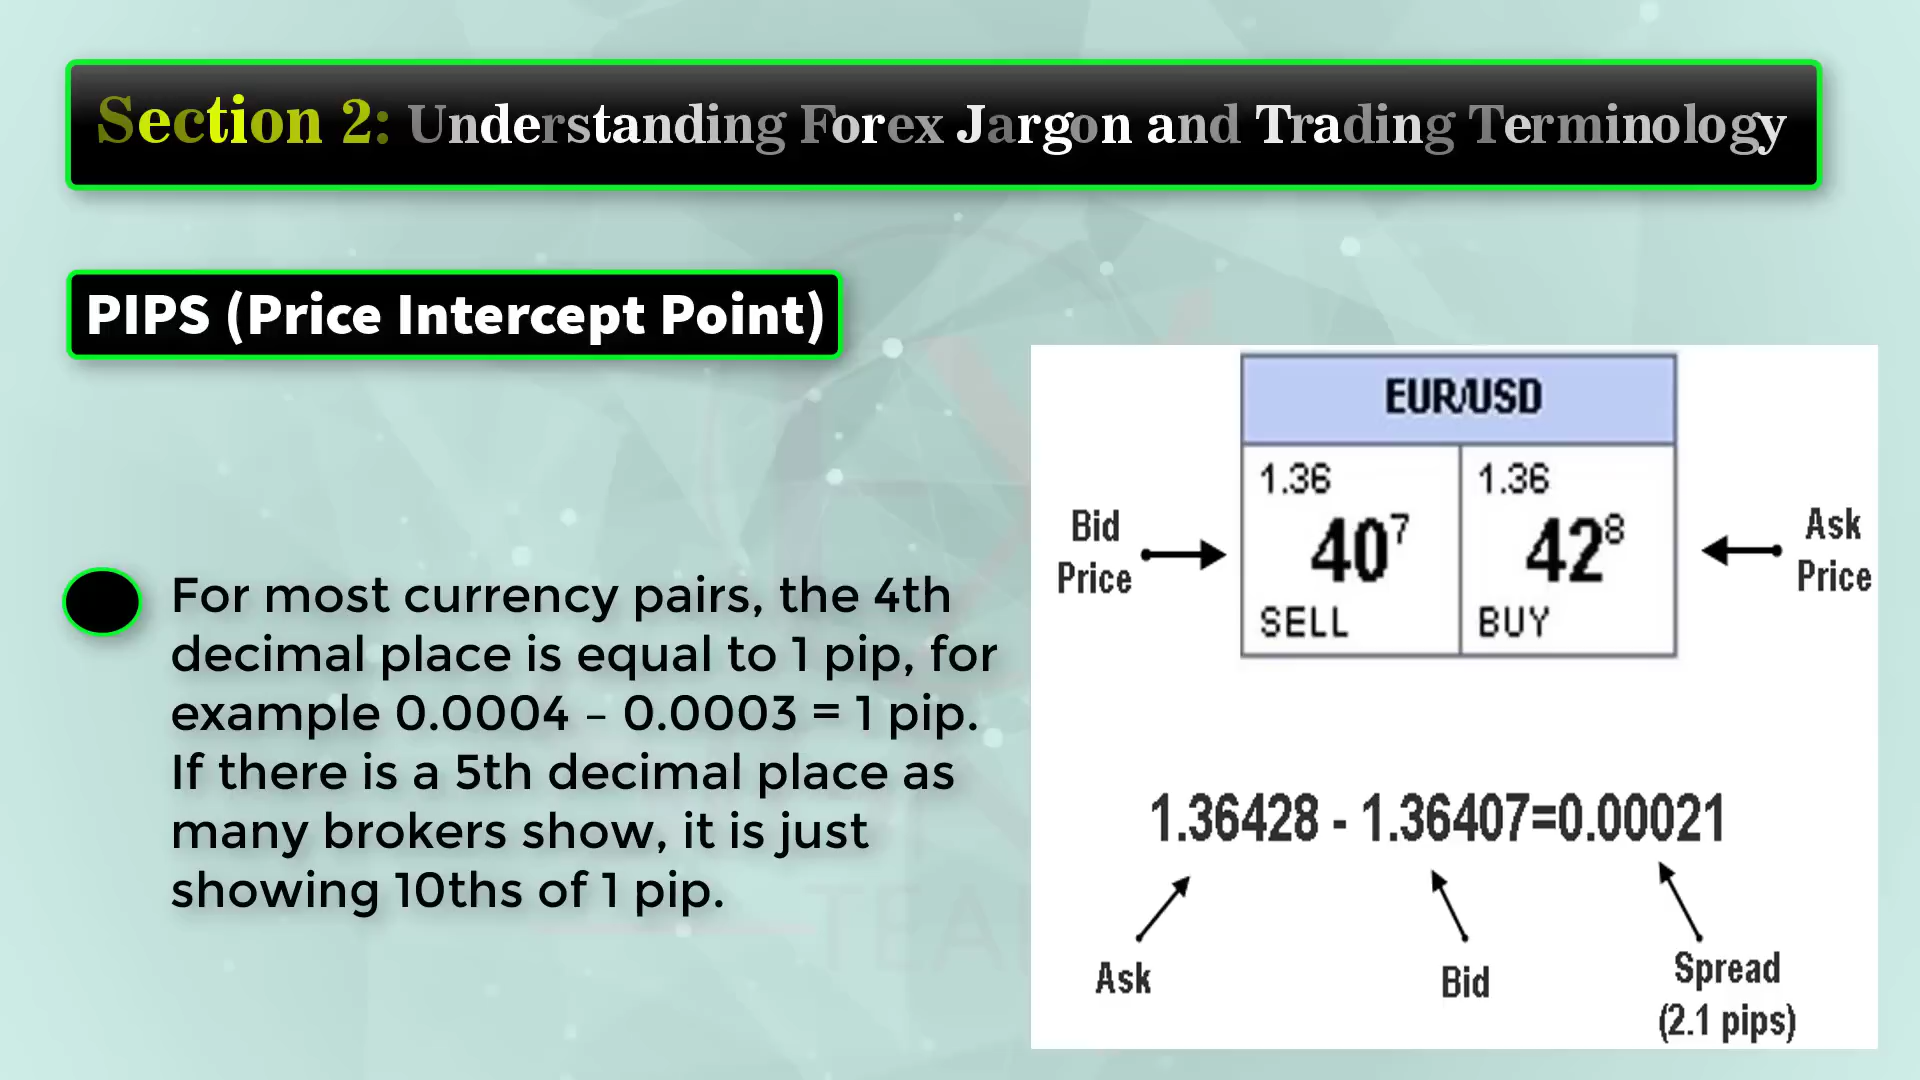 Section 2: Understanding Forex Jargon and Trading Terminology
PIPS (Price Intercept Point)
For most currency pairs, the 4th
decimal place is equal to 1 pip, for
example 0.0004 – 0.0003 = 1 pip.
If there is a 5th decimal place as
many brokers show, it is just
showing 10ths of 1 pip.
EUR/USD
1.36 1.36
Bid
Price
40⁷ 42⁸
Ask
Price
SELL BUY
1.36428 - 1.36407=0.00021
Ask
Bid
Spread
(2.1 pips)